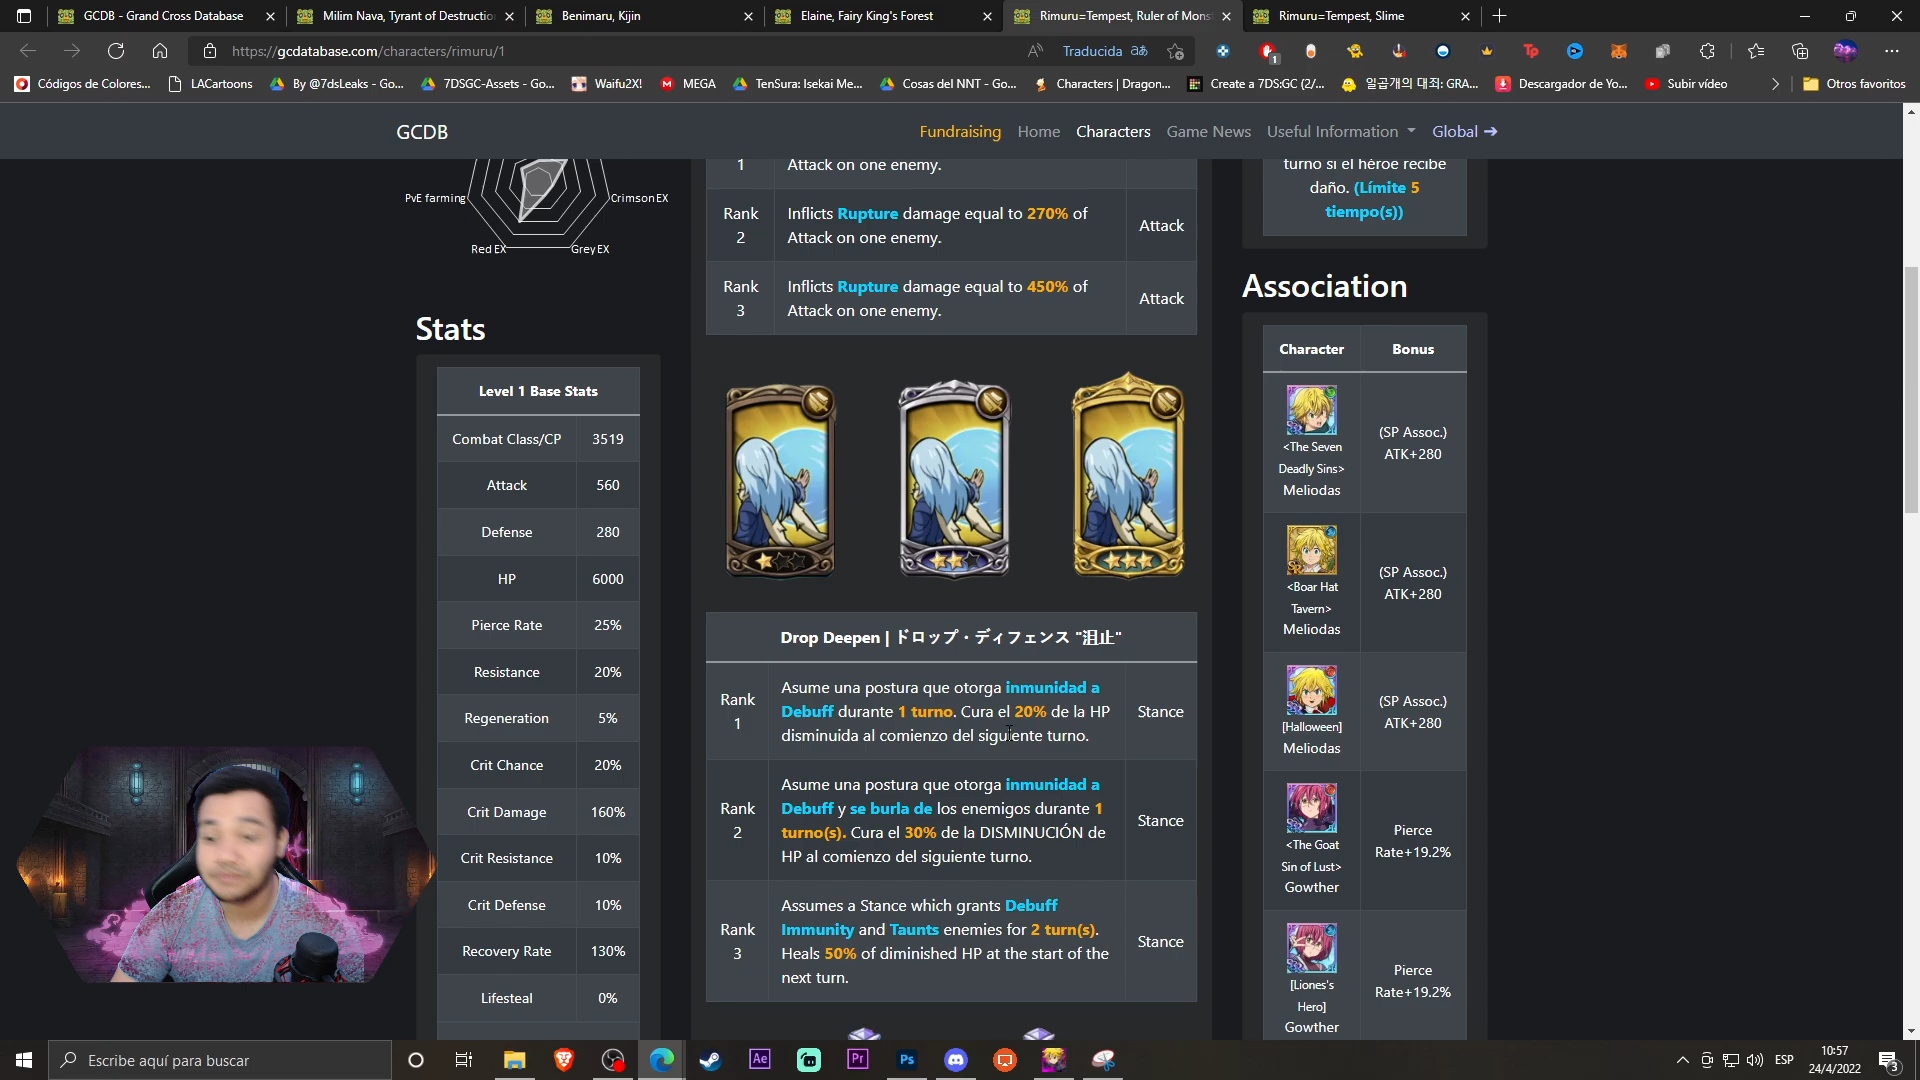 GCDB - Grand Cross Database
Milim Nava, Tyrant of Destructio
Benimaru, Kijin
Elaine, Fairy King's Forest
Rimuru=Tempest, Ruler of Mons
Rimuru=Tempest, Slime
https://gcdatabase.com/characters/rimuru/1
Traducida
Códigos de Colores...
LACartoons
By @7dsLeaks - Go...
7DSGC-Assets - Go...
Waifu2X!
MEGA
TenSura: Isekai Me...
Cosas del NNT - Go...
Characters | Dragon...
Create a 7DS:GC (2/...
일곱개의 대죄: GRA...
Descargador de Yo...
Subir vídeo
Otros favoritos
GCDB
Fundraising
Home
Characters
Game News
Useful Information
Global ➔
PvE farming
Crimson EX
Red EX
Grey EX
1
Attack on one enemy.
Rank 2
Inflicts Rupture damage equal to 270% of
Attack on one enemy.
Attack
Rank 3
Inflicts Rupture damage equal to 450% of
Attack on one enemy.
Attack
turno si el héroe recibe
daño. (Límite 5
tiempo(s))
Stats
Level 1 Base Stats
Combat Class/CP 3519
Attack 560
Defense 280
HP 6000
Pierce Rate 25%
Resistance 20%
Regeneration 5%
Crit Chance 20%
Crit Damage 160%
Crit Resistance 10%
Crit Defense 10%
Recovery Rate 130%
Lifesteal 0%
Drop Deepen | ドロップ・ディフェンス "沮止"
Rank 1
Asume una postura que otorga inmunidad a
Debuff durante 1 turno. Cura el 20% de la HP
disminuida al comienzo del siguiente turno.
Stance
Rank 2
Asume una postura que otorga inmunidad a
Debuff y se burla de los enemigos durante 1
turno(s). Cura el 30% de la DISMINUCIÓN de
HP al comienzo del siguiente turno.
Stance
Rank 3
Assumes a Stance which grants Debuff
Immunity and Taunts enemies for 2 turn(s).
Heals 50% of diminished HP at the start of the
next turn.
Stance
Association
Character Bonus
<The Seven
Deadly Sins>
Meliodas
(SP Assoc.)
ATK+280
<Boar Hat
Tavern>
Meliodas
(SP Assoc.)
ATK+280
[Halloween]
Meliodas
(SP Assoc.)
ATK+280
<The Goat
Sin of Lust>
Gowther
Pierce
Rate+19.2%
[Liones's
Hero]
Gowther
Pierce
Rate+19.2%
Escribe aquí para buscar
Ae
Pr
Ps
ESP
10:57
24/4/2022
3